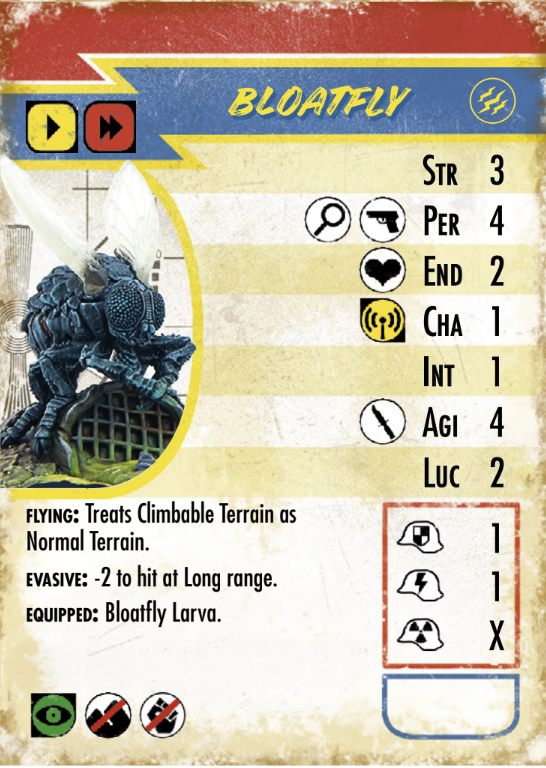 BLOATFLY
STR 3
PER 4
END 2
CHA 1
INT 1
AGI 4
LUC 2
FLYING: Treats Climbable Terrain as
Normal Terrain.
EVASIVE: -2 to hit at Long range.
EQUIPPED: Bloatfly Larva.
1
1
X